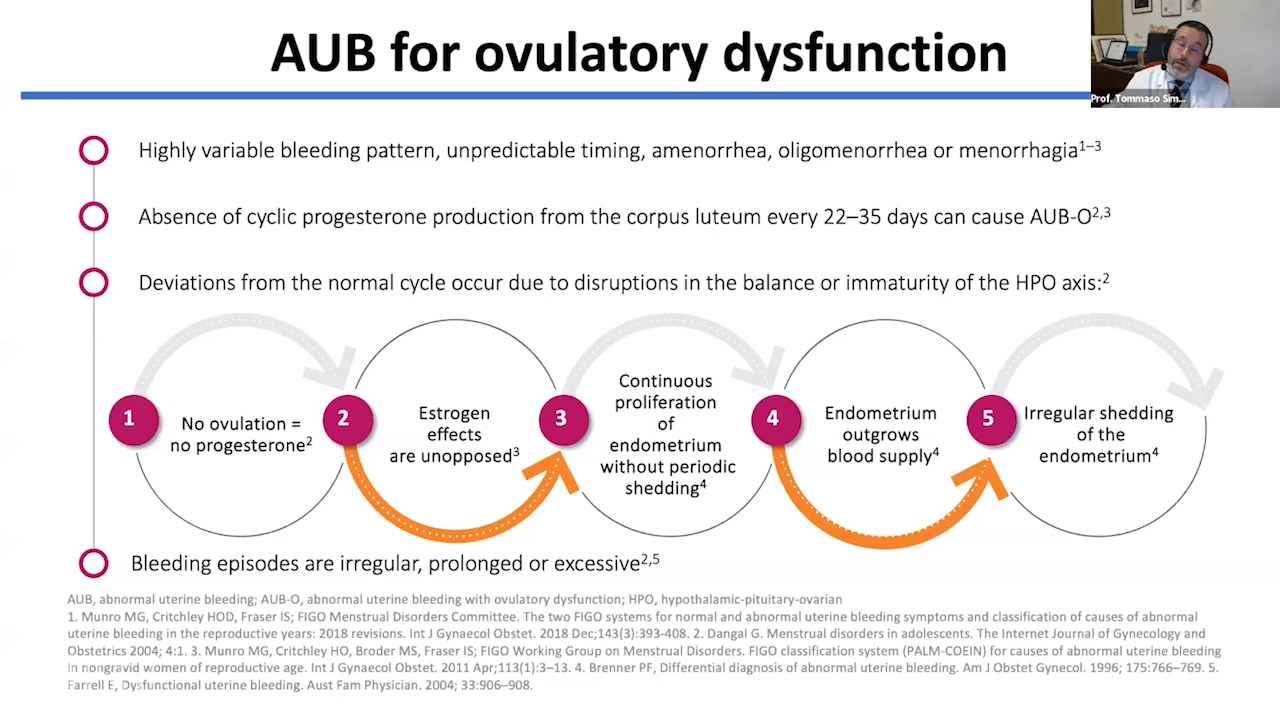 AUB for ovulatory dysfunction
Prof. Tommaso Sim...
Highly variable bleeding pattern, unpredictable timing, amenorrhea, oligomenorrhea or menorrhagia1–3
Absence of cyclic progesterone production from the corpus luteum every 22–35 days can cause AUB-O2,3
Deviations from the normal cycle occur due to disruptions in the balance or immaturity of the HPO axis:2
1
No ovulation =
no progesterone2
2
Estrogen
effects
are unopposed3
3
Continuous
proliferation
of
endometrium
without periodic
shedding4
4
Endometrium
outgrows
blood supply4
5
Irregular shedding
of the
endometrium4
Bleeding episodes are irregular, prolonged or excessive2,5
AUB, abnormal uterine bleeding; AUB-O, abnormal uterine bleeding with ovulatory dysfunction; HPO, hypothalamic-pituitary-ovarian
1. Munro MG, Critchley HOD, Fraser IS; FIGO Menstrual Disorders Committee. The two FIGO systems for normal and abnormal uterine bleeding symptoms and classification of causes of abnormal
uterine bleeding in the reproductive years: 2018 revisions. Int J Gynaecol Obstet. 2018 Dec;143(3):393-408. 2. Dangal G. Menstrual disorders in adolescents. The Internet Journal of Gynecology and
Obstetrics 2004; 4:1. 3. Munro MG, Critchley HO, Broder MS, Fraser IS; FIGO Working Group on Menstrual Disorders. FIGO classification system (PALM-COEIN) for causes of abnormal uterine bleeding
in nongravid women of reproductive age. Int J Gynaecol Obstet. 2011 Apr;113(1):3–13. 4. Brenner PF, Differential diagnosis of abnormal uterine bleeding. Am J Obstet Gynecol. 1996; 175:766–769. 5.
Farrell E, Dysfunctional uterine bleeding. Aust Fam Physician. 2004; 33:906–908.